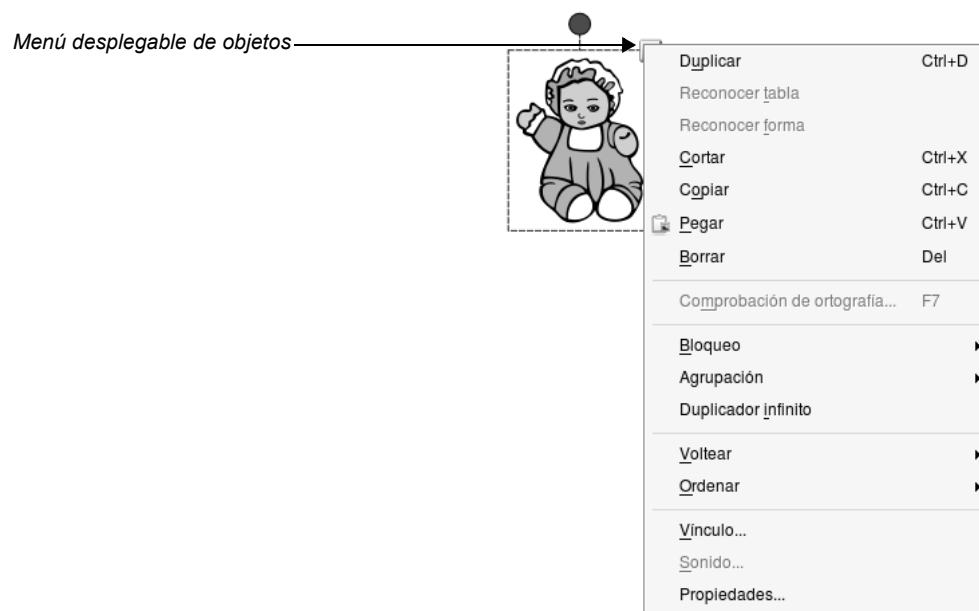 Menú desplegable de objetos
Duplicar Ctrl+D
Reconocer tabla
Reconocer forma
Cortar Ctrl+X
Copiar Ctrl+C
Pegar Ctrl+V
Borrar Del
Comprobación de ortografía... F7
Bloqueo
Agrupación
Duplicador infinito
Voltear
Ordenar
Vínculo...
Sonido...
Propiedades...